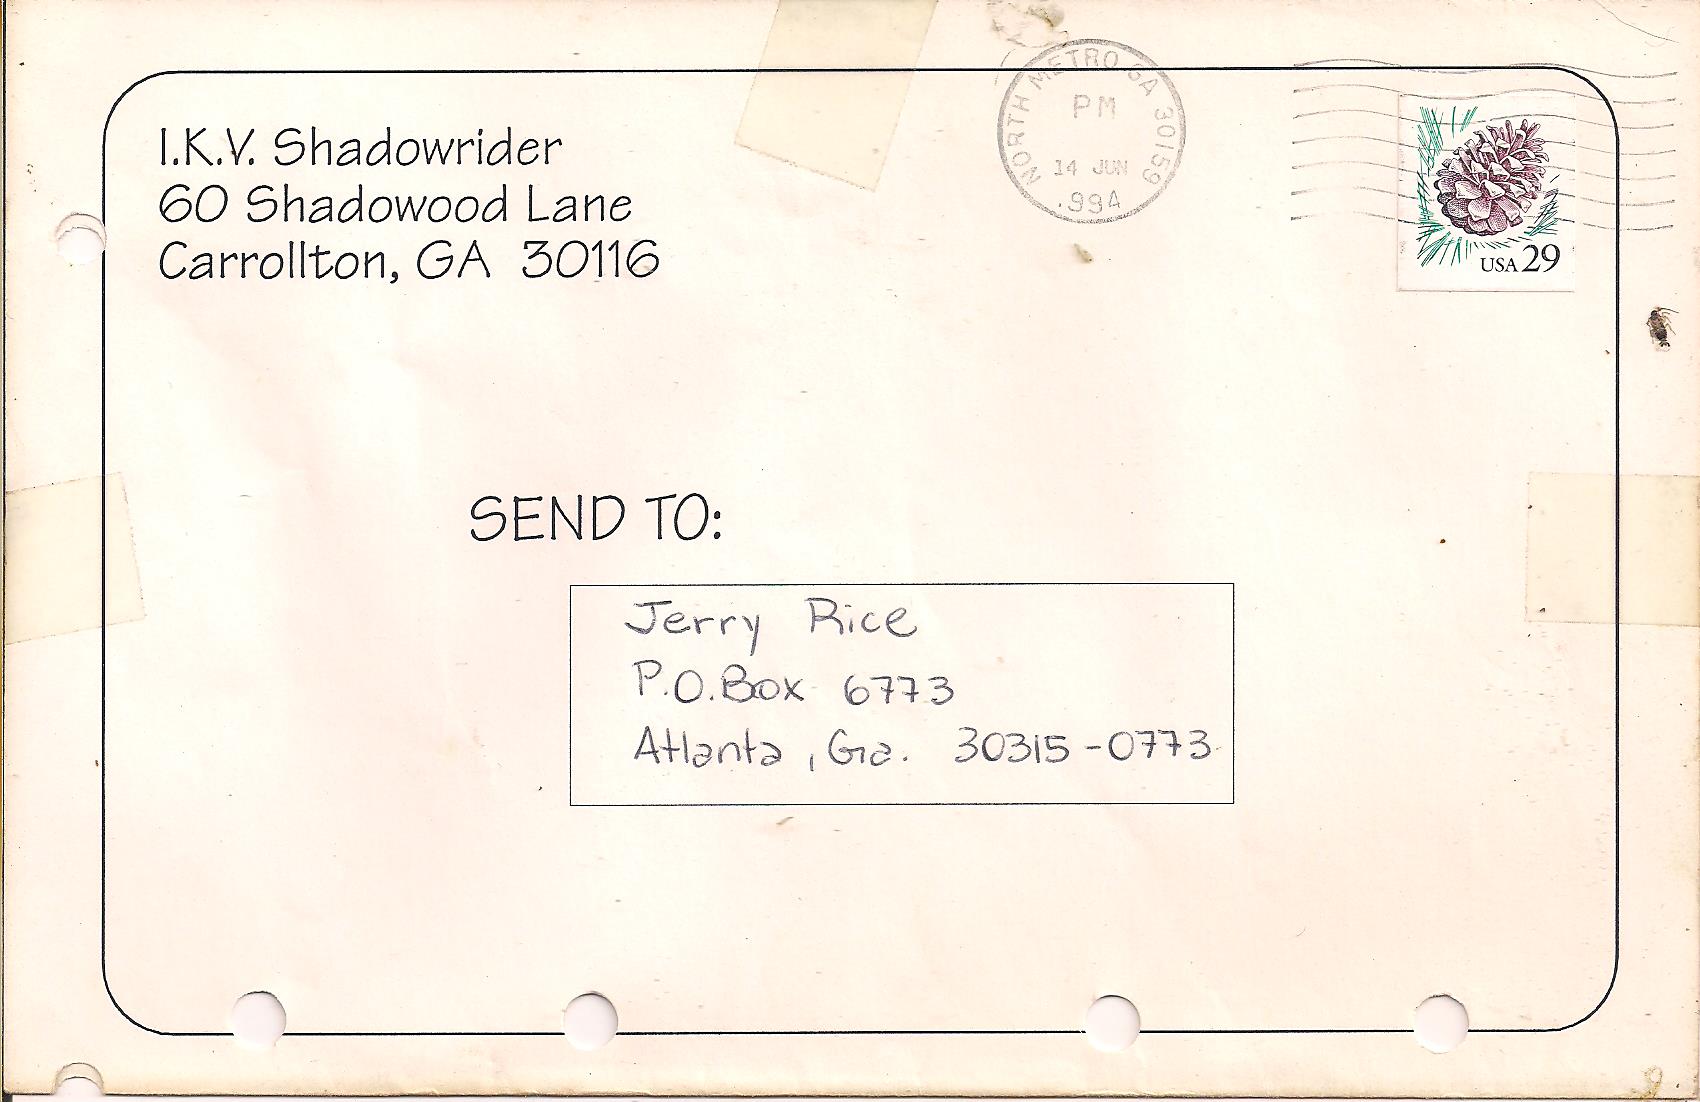 I.K.V. Shadowrider
60 Shadowood Lane
Carrollton, GA 30116
NORTH METRO GA 30159
PM
14 JUN
.994
USA 29
SEND TO:
Jerry Rice
P.O. Box 6773
Atlanta, Ga. 30315-0773